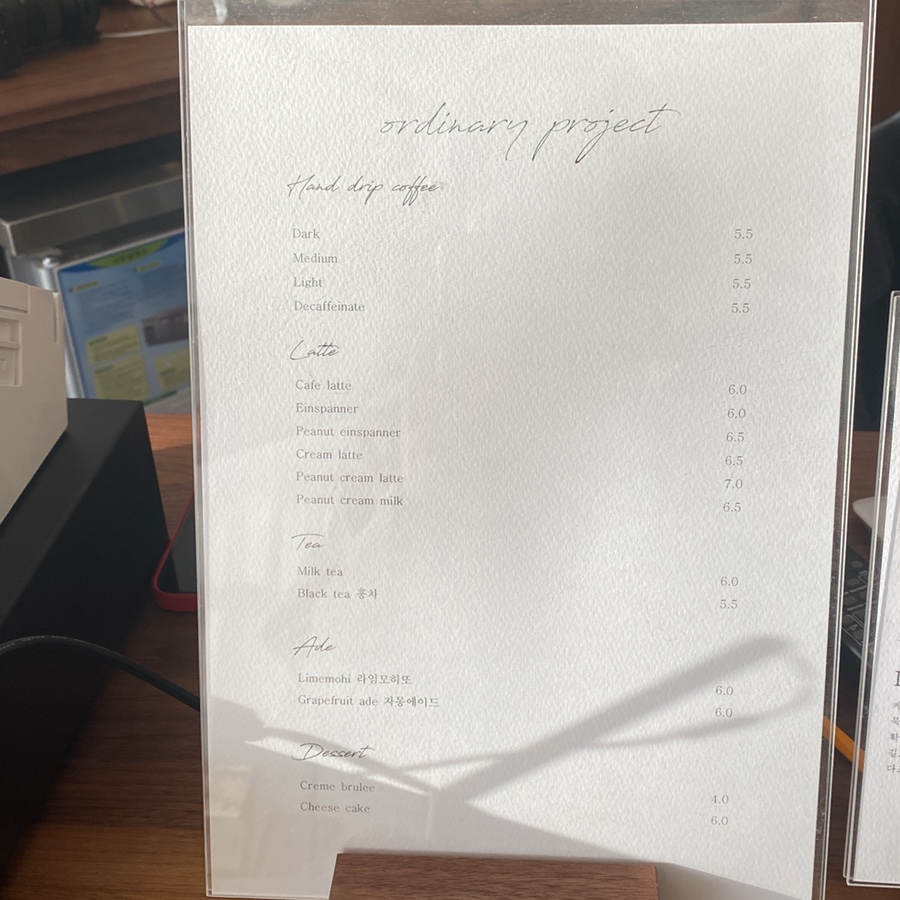 ordinary project
Hand drip coffee
Dark 5.5
Medium 5.5
Light 5.5
Decaffeinate 5.5
Latte
Cafe latte 6.0
Einspanner 6.0
Peanut einspanner 6.5
Cream latte 6.5
Peanut cream latte 7.0
Peanut cream milk 6.5
Tea
Milk tea 6.0
Black tea 홍차 5.5
Ade
Limemohi 라임모히또 6.0
Grapefruit ade 자몽에이드 6.0
Dessert
Creme brulee 4.0
Cheese cake 6.0